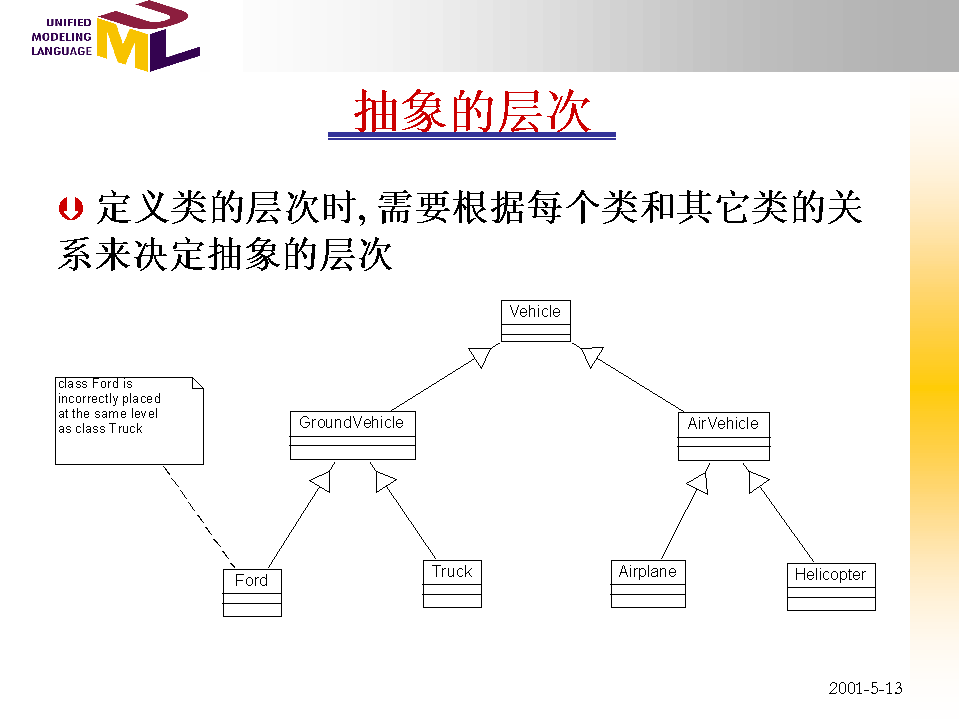 UNIFIED
MODELING
LANGUAGE
UML
抽象的层次
定义类的层次时, 需要根据每个类和其它类的关
系来决定抽象的层次
Vehicle
class Ford is
incorrectly placed
at the same level
as class Truck
GroundVehicle
AirVehicle
Ford
Truck
Airplane
Helicopter
2001-5-13